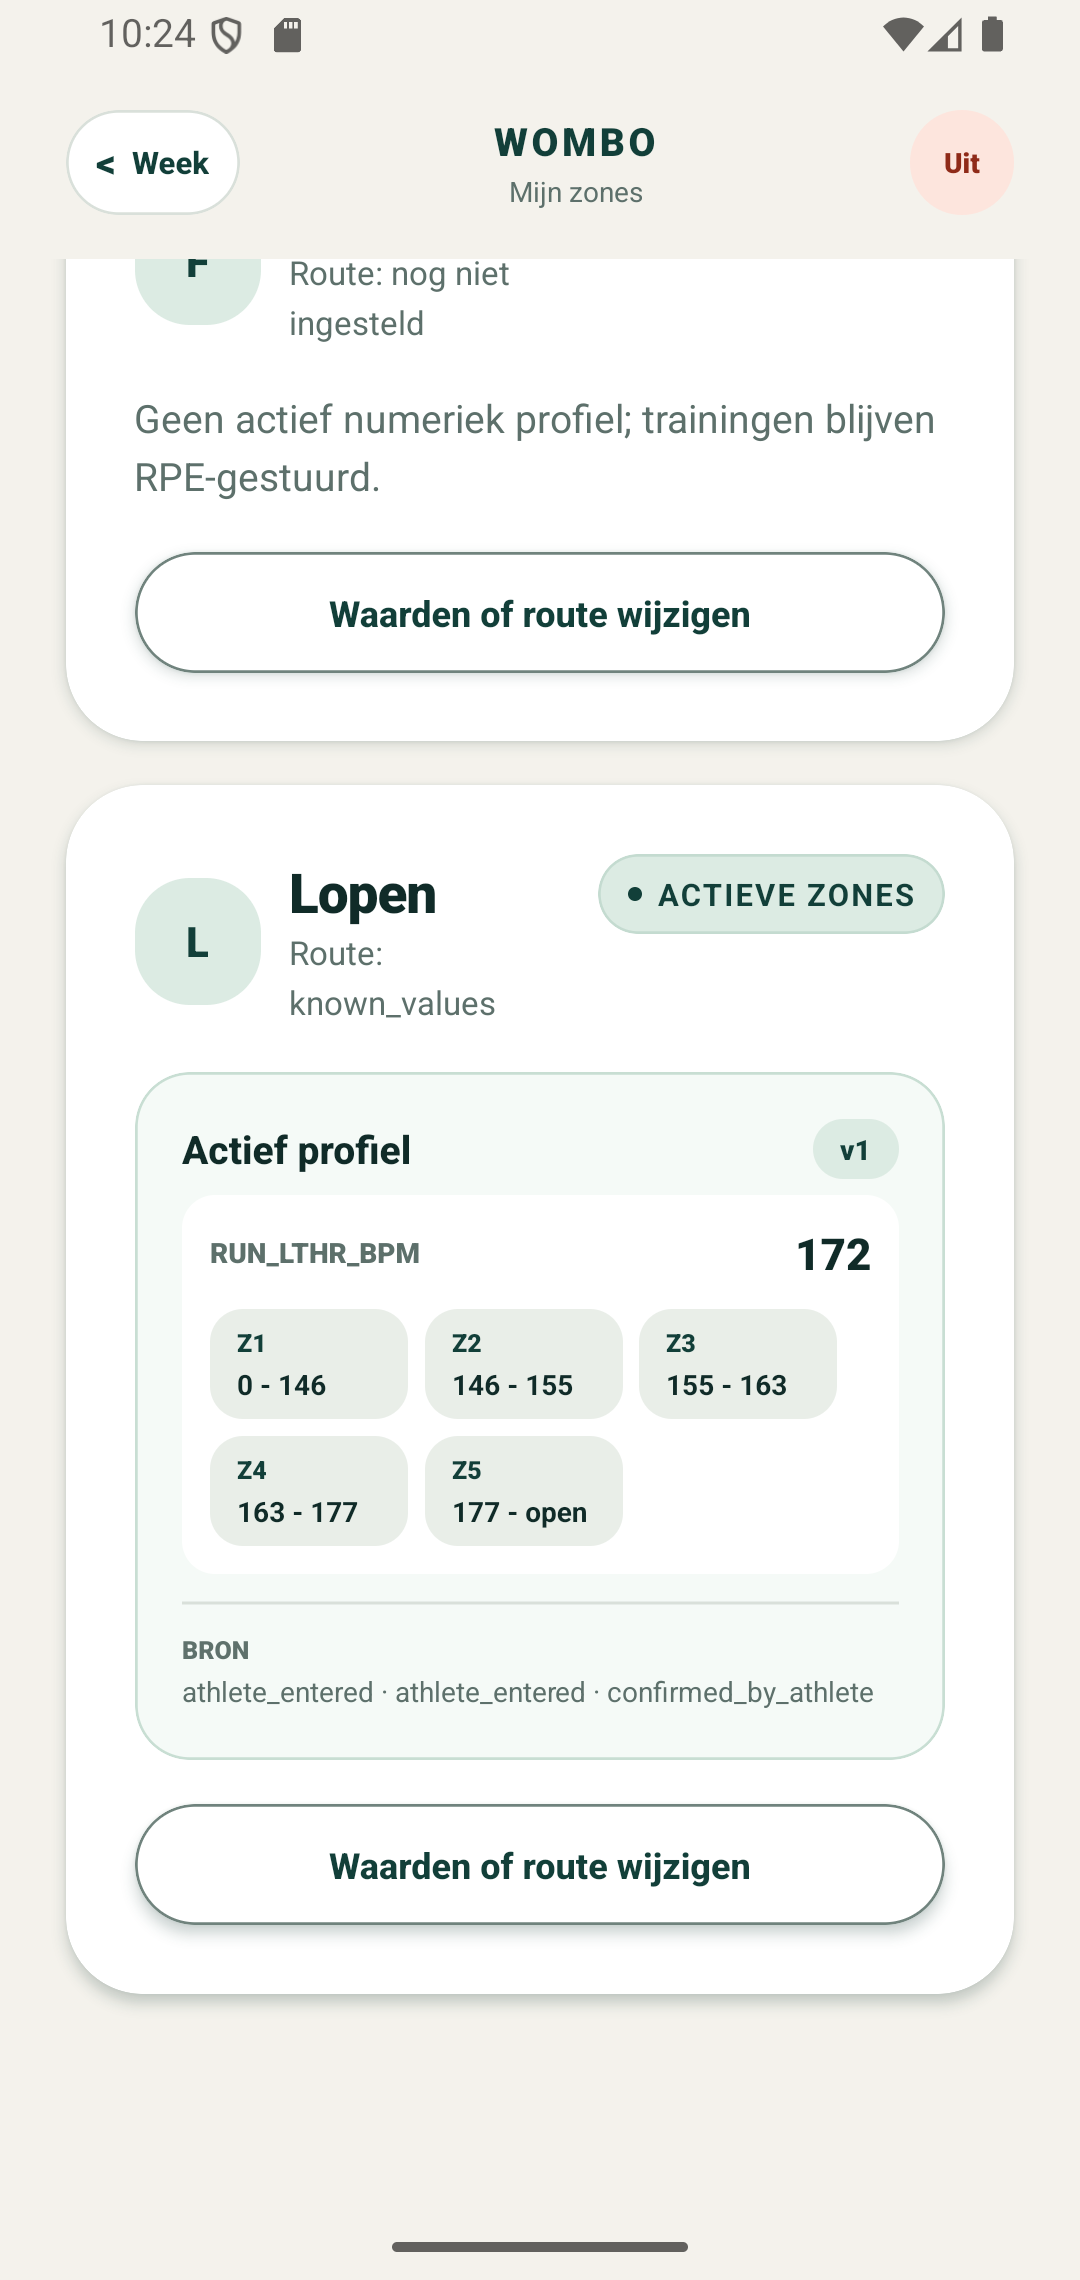 10:24
< Week
WOMBO
Mijn zones
Uit
F
Route: nog niet
ingesteld
Geen actief numeriek profiel; trainingen blijven
RPE-gestuurd.
Waarden of route wijzigen
L
Lopen
Route:
known_values
• ACTIEVE ZONES
Actief profiel
v1
RUN_LTHR_BPM
172
Z1
0 - 146
Z2
146 - 155
Z3
155 - 163
Z4
163 - 177
Z5
177 - open
BRON
athlete_entered · athlete_entered · confirmed_by_athlete
Waarden of route wijzigen